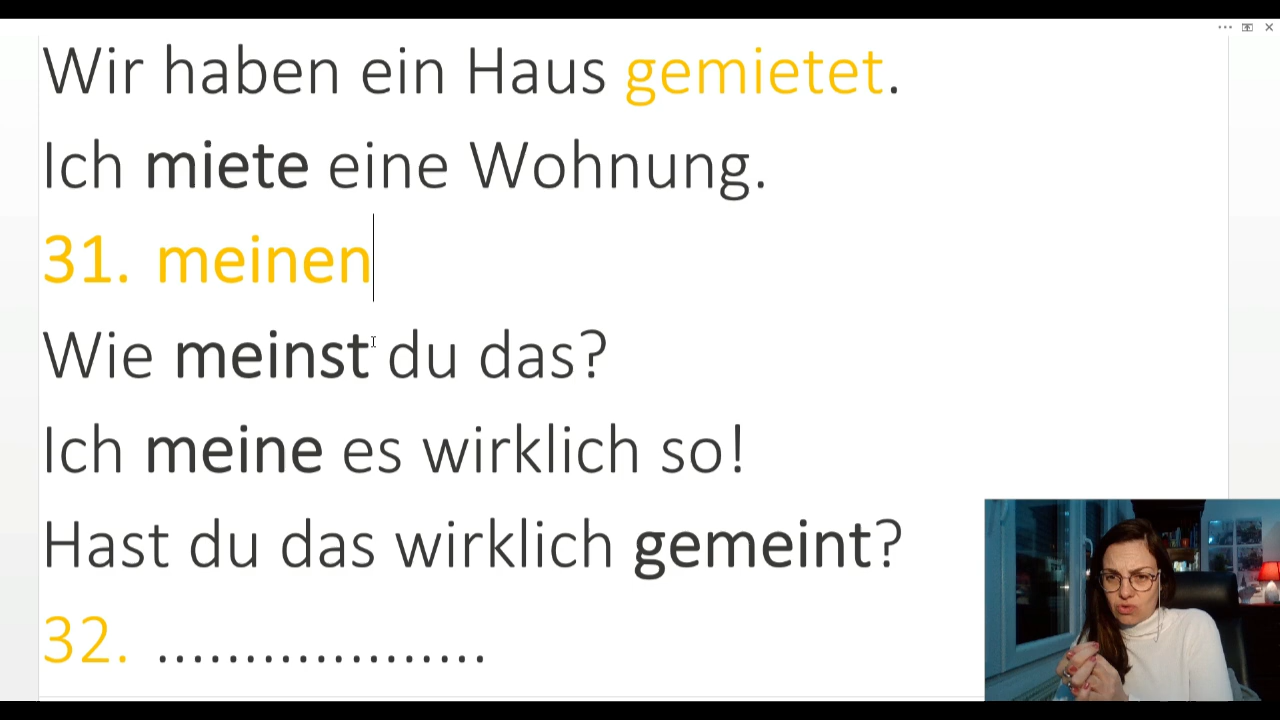 Wir haben ein Haus gemietet.
Ich miete eine Wohnung.
31. meinen
Wie meinst du das?
Ich meine es wirklich so!
Hast du das wirklich gemeint?
32. ...................